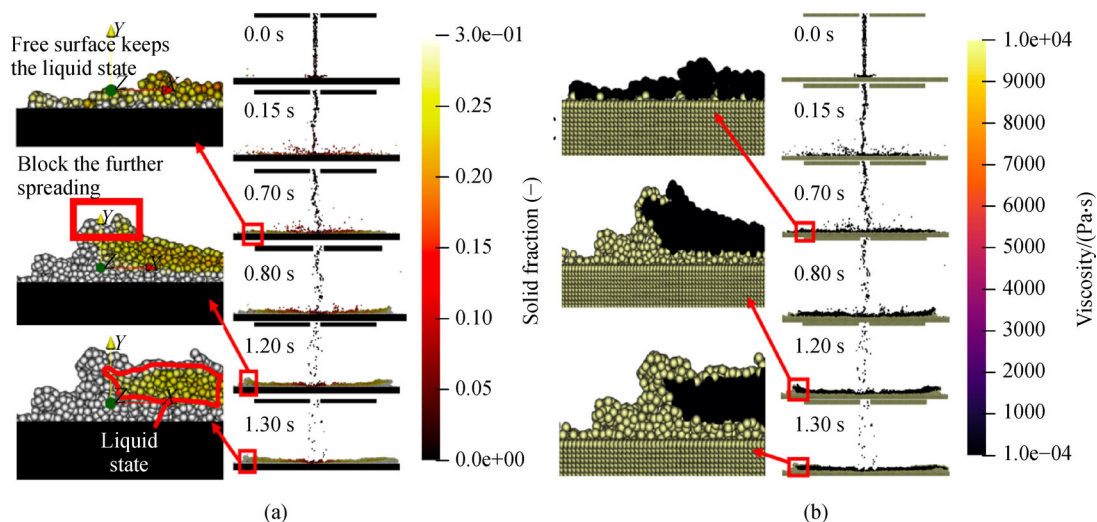 Free surface keeps
the liquid state
Y
Z
X
Block the further
spreading
Y
Z
X
Y
Z
X
Liquid
state
0.0 s
0.15 s
0.70 s
0.80 s
1.20 s
1.30 s
3.0e−01
0.20
0.15
0.10
0.05
0.0e+00
Solid fraction (−)
(a)
0.0 s
0.15 s
0.70 s
0.80 s
1.20 s
1.30 s
1.0e+04
9000
8000
7000
6000
5000
4000
3000
2000
1000
1.0e−04
Viscosity/(Pa·s)
(b)